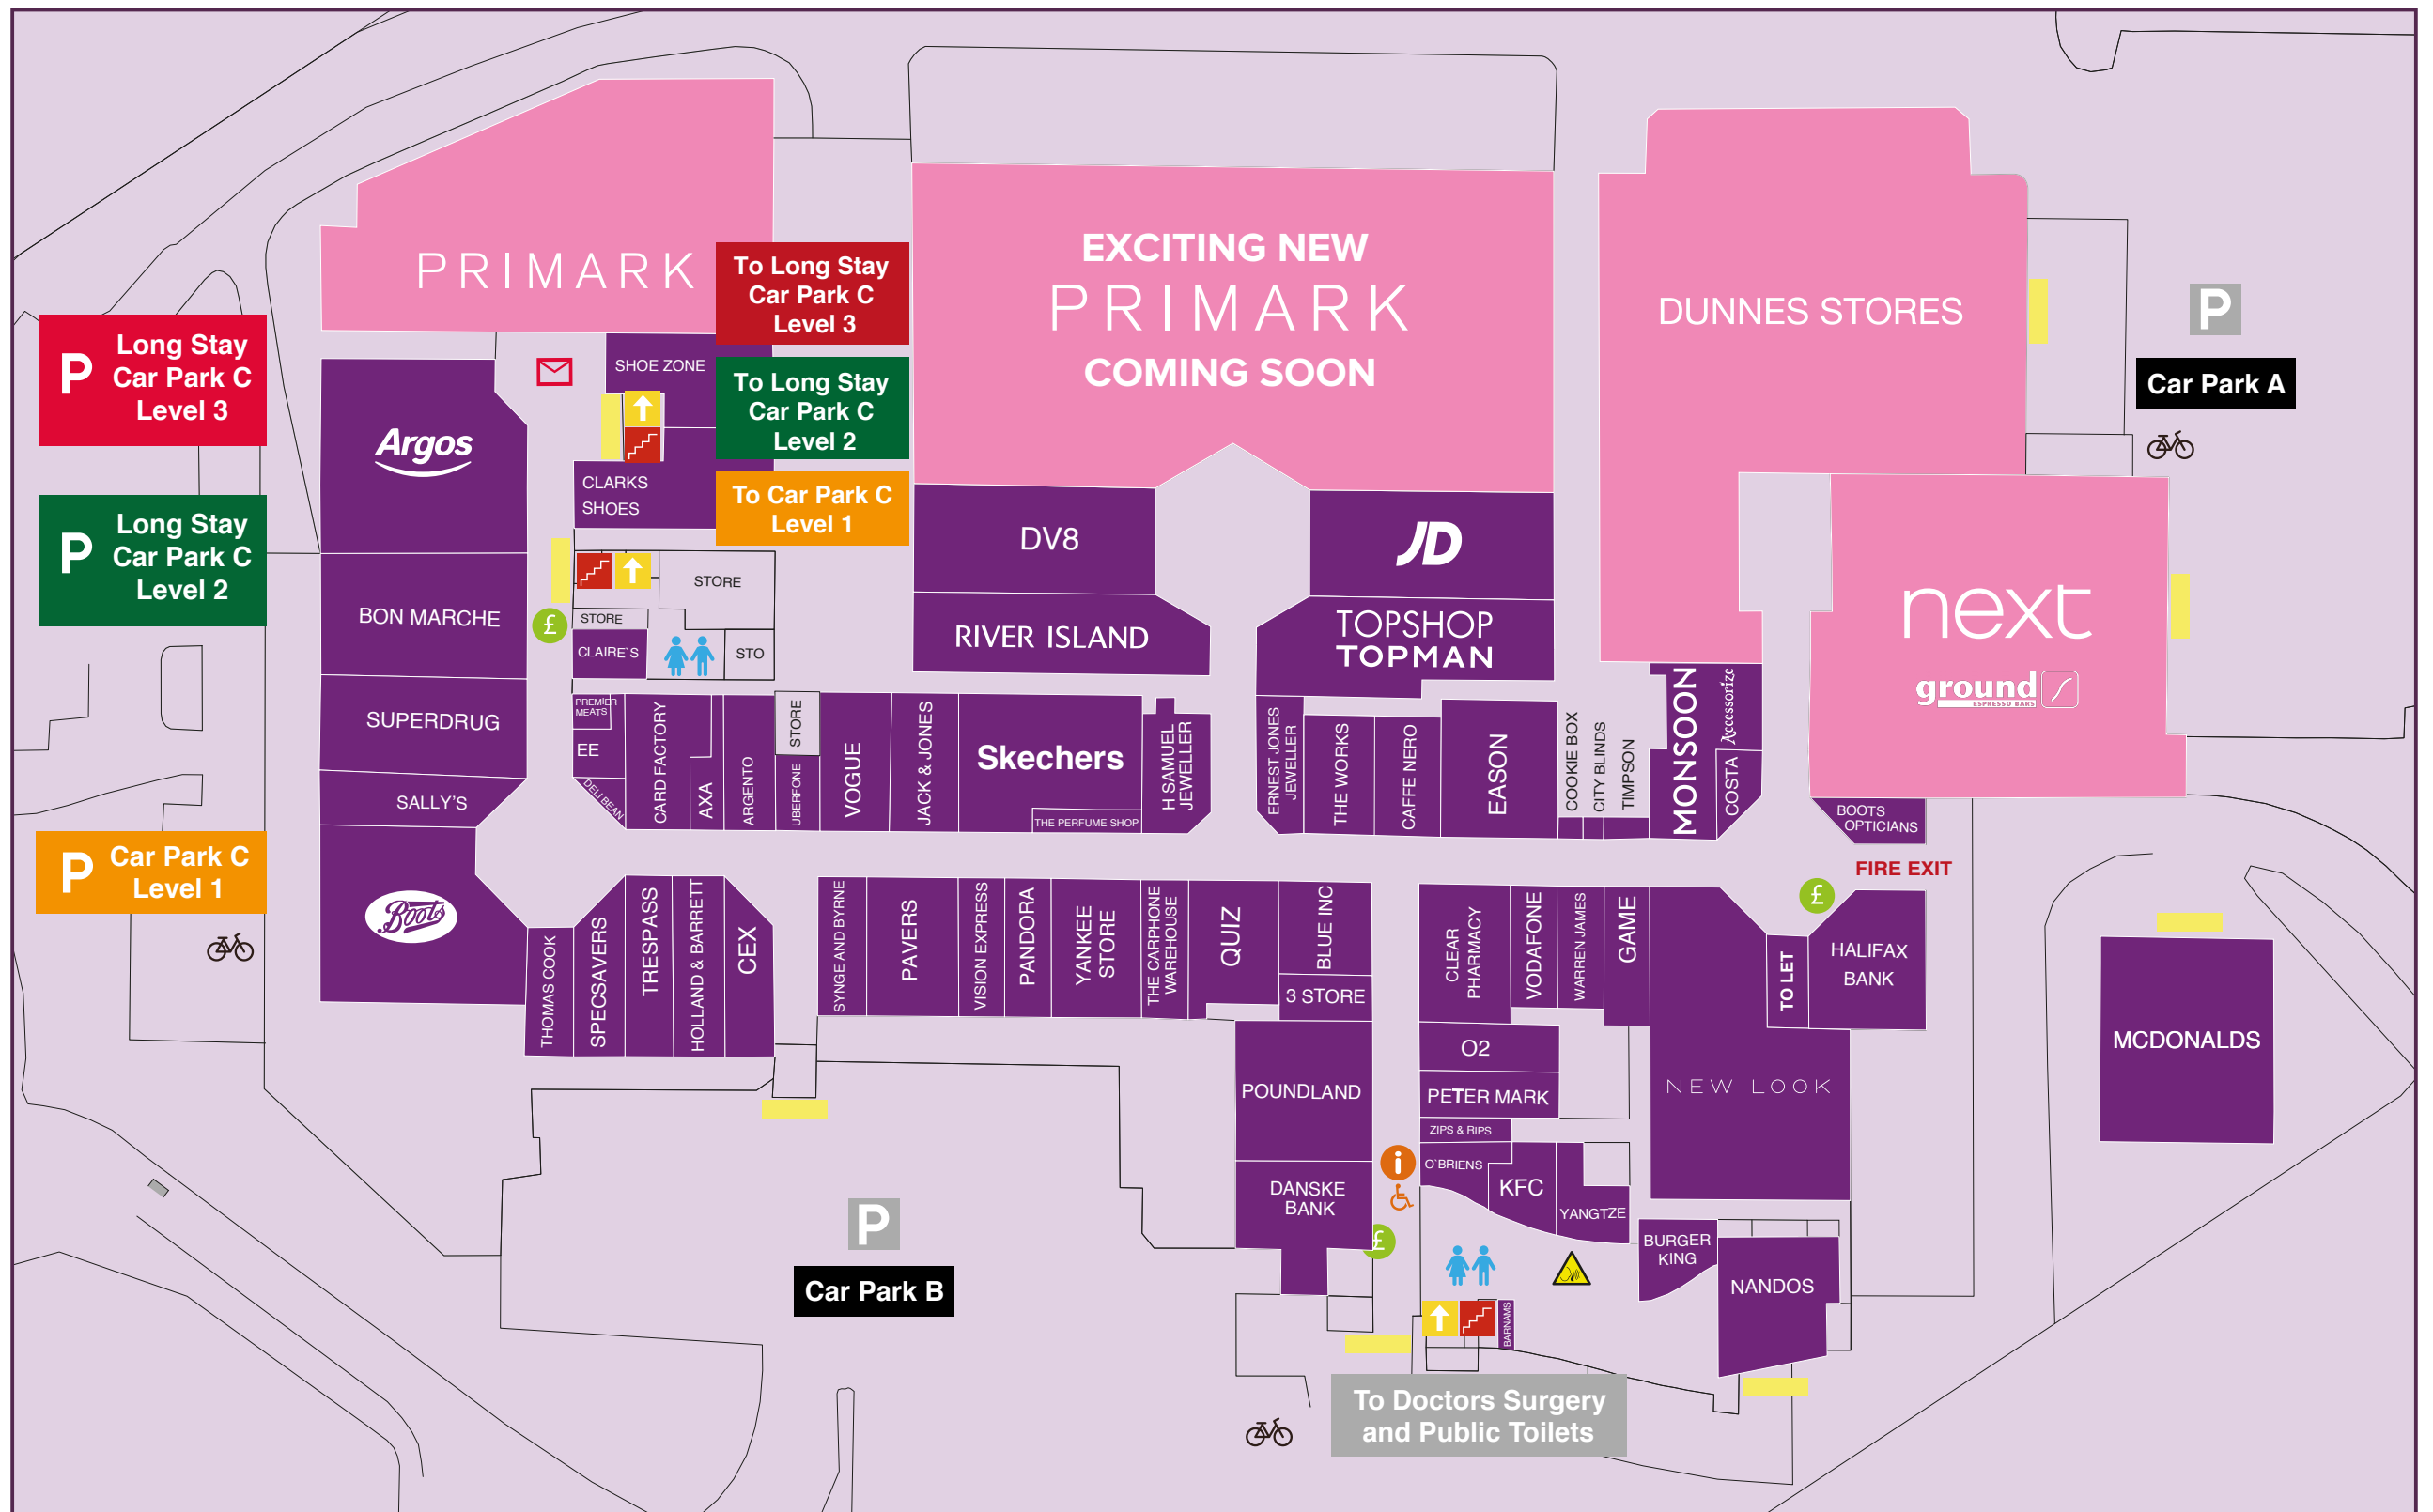 PRIMARK
To Long Stay
Car Park C
Level 3
To Long Stay
Car Park C
Level 2
To Car Park C
Level 1
EXCITING NEW
PRIMARK
COMING SOON
DUNNES STORES
P
Car Park A
P
Long Stay
Car Park C
Level 3
P
Long Stay
Car Park C
Level 2
P
Car Park C
Level 1
SHOE ZONE
Argos
CLARKS
SHOES
BON MARCHE
STORE
STORE
£
CLAIRE'S
STO
SUPERDRUG
SALLY'S
Boots
DV8
JD
RIVER ISLAND
TOPSHOP
TOPMAN
next
ground
ESPRESSO BARS
PREMIER
MEATS
EE
DELI BEAN
CARD FACTORY
AXA
ARGENTO
STORE
UBERFONE
VOGUE
JACK & JONES
Skechers
THE PERFUME SHOP
H SAMUEL
JEWELLER
ERNEST JONES
JEWELLER
THE WORKS
CAFFE NERO
EASON
COOKIE BOX
CITY BLINDS
TIMPSON
MONSOON
Accessorize
COSTA
BOOTS
OPTICIANS
FIRE EXIT
£
THOMAS COOK
SPECSAVERS
TRESPASS
HOLLAND & BARRETT
CEX
SYNGE AND BYRNE
PAVERS
VISION EXPRESS
PANDORA
YANKEE
STORE
THE CARPHONE
WAREHOUSE
QUIZ
BLUE INC
3 STORE
CLEAR
PHARMACY
VODAFONE
WARREN JAMES
GAME
TO LET
HALIFAX
BANK
MCDONALDS
O2
PETER MARK
ZIPS & RIPS
O'BRIENS
KFC
YANGTZE
NEW LOOK
POUNDLAND
DANSKE
BANK
i
£
BURGER
KING
NANDOS
BARNAMS
P
Car Park B
To Doctors Surgery
and Public Toilets